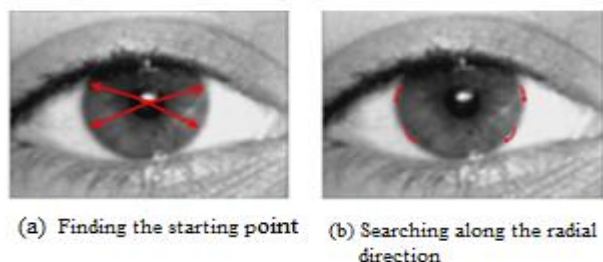 (a) Finding the starting point
(b) Searching along the radial
direction